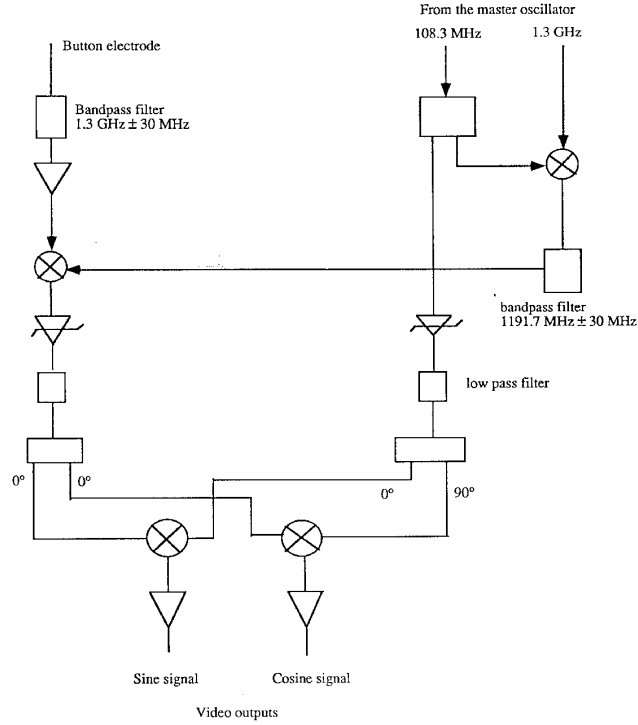 From the master oscillator
108.3 MHz 1.3 GHz
Button electrode
Bandpass filter
1.3 GHz ± 30 MHz
bandpass filter
1191.7 MHz ± 30 MHz
low pass filter
0° 0° 0° 90°
Sine signal Cosine signal
Video outputs